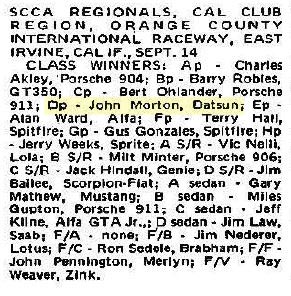 SCCA REGIONALS, CAL CLUB
REGION, ORANGE COUNTY
INTERNATIONAL RACEWAY, EAST
IRVINE, CALIF., SEPT. 14
CLASS WINNERS: Ap - Charles
Akley, Porsche 904; Bp - Barry Robles,
GT350; Cp - Bert Ohlander, Porsche
911; Dp - John Morton, Datsun; Ep -
Alan Ward, Alfa; Fp - Terry Hall,
Spitfire; Gp - Gus Gonzales, Spitfire; Hp
- Jerry Weeks, Sprite; A S/R - Vic Nelli,
Lola; B S/R - Milt Minter, Porsche 906;
C S/R - Jack Hindall, Genie; D S/R - Jim
Bailee, Scorpion-Fiat; A sedan - Gary
Mathew, Mustang; B sedan - Miles
Gupton, Porsche 911; C sedan - Jeff
Kline, Alfa GTA Jr.,; D sedan - Jim Law,
Saab; F/A - none; F/B - Jim Nederer,
Lotus; F/C - Ron Sedele, Brabham; F/F -
John Pennington, Merlyn; F/V - Ray
Weaver, Zink.